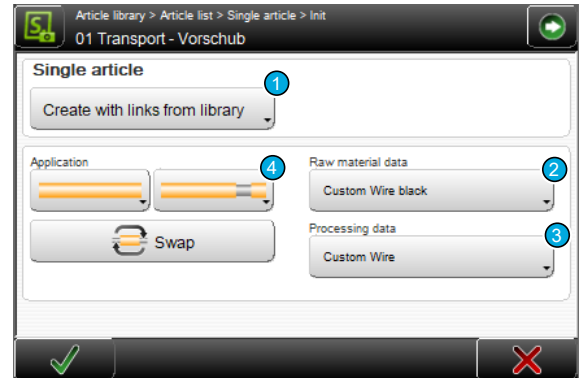 Article library > Article list > Single article > Init
01 Transport - Vorschub
Single article
1
Create with links from library
Application
4
Raw material data
2
Custom Wire black
Swap
Processing data
3
Custom Wire